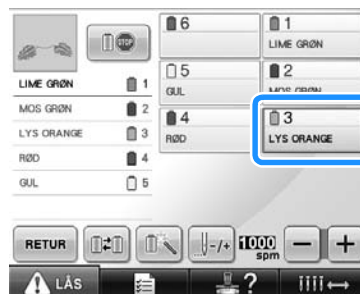 STOP
LIME GRØN 1
MOS GRØN 2
LYS ORANGE 3
RØD 4
GUL 5
6
1
LIME GRØN
5
GUL
2
MOS GRØN
4
RØD
3
LYS ORANGE
RETUR
-/+
1000
spm
- +
LÅS
?